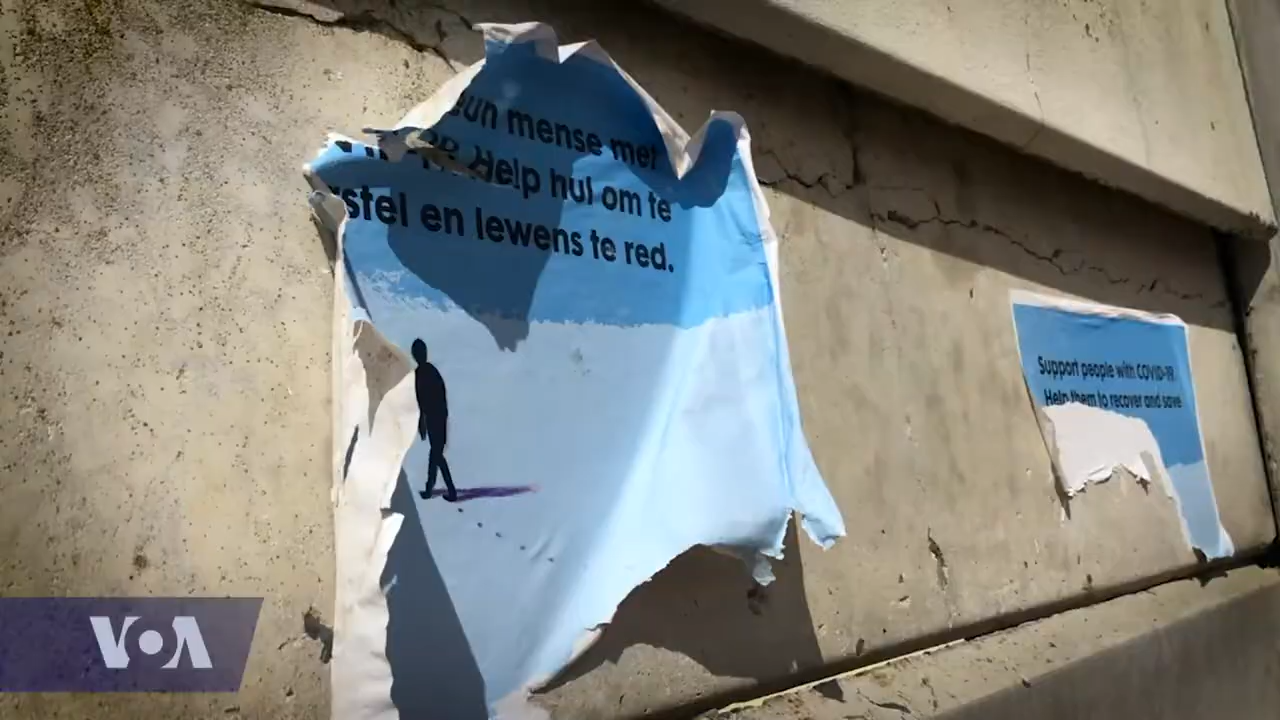 eun mense met
Help hul om te
stel en lewens te red.
Support people with COVID-19.
Help them to recover and save
VOA